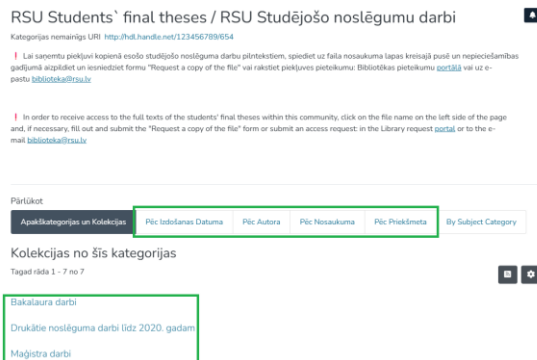 RSU Students` final theses / RSU Studējošo noslēgumu darbi
Kategorijas nemainīgs URI http://hdl.handle.net/123456789/654
❗ Lai saņemtu piekļuvi kopienā esošo studējošo noslēguma darbu pilntekstiem, spiediet uz faila nosaukuma lapas kreisajā pusē un nepieciešamības
gadījumā aizpildiet un iesniedziet formu "Request a copy of the file" vai rakstiet piekļuves pieteikumu: Bibliotēkas pieteikumu portālā vai uz e-
pastu biblioteka@rsu.lv
❗ In order to receive access to the full texts of the students' final theses within this community, click on the file name on the left side of the page
and, if necessary, fill out and submit the "Request a copy of the file" form or submit an access request: in the Library request portal or to the e-
mail biblioteka@rsu.lv
Pārlūkot
Apakškategorijas un Kolekcijas Pēc Izdošanas Datuma Pēc Autora Pēc Nosaukuma Pēc Priekšmeta By Subject Category
Kolekcijas no šīs kategorijas
Tagad rāda 1 - 7 no 7
Bakalaura darbi
Drukātie noslēguma darbi līdz 2020. gadam
Maģistra darbi